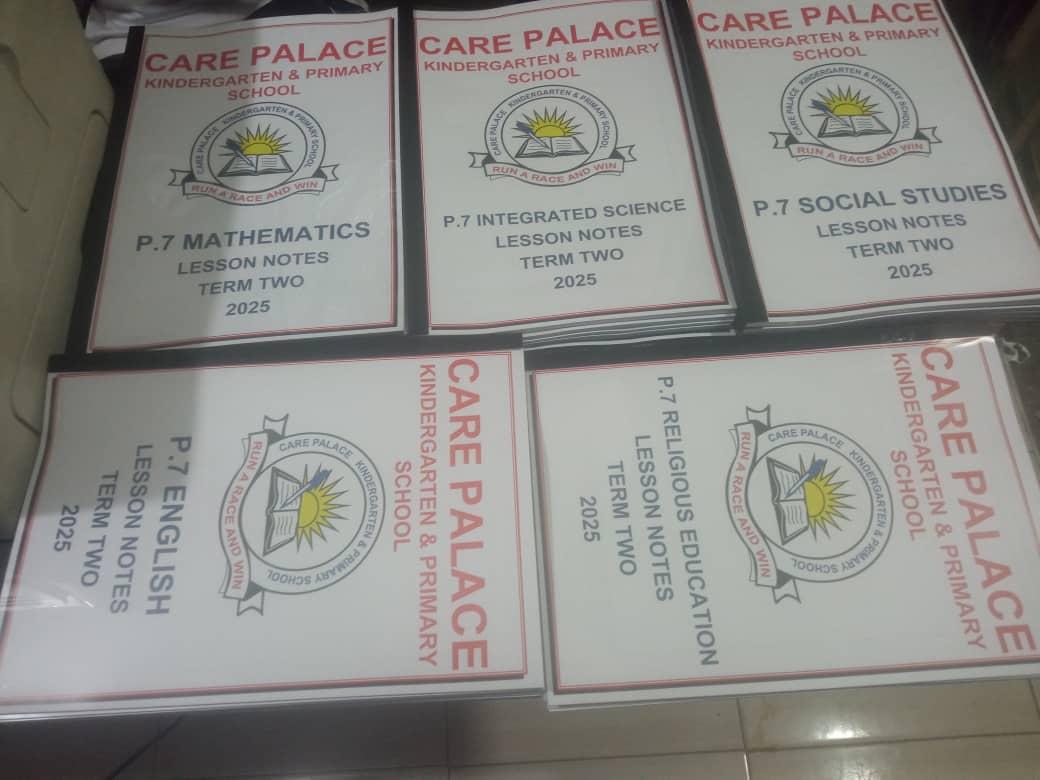 CARE PALACE
KINDERGARTEN & PRIMARY
SCHOOL
CARE PALACE KINDERGARTEN & PRIMARY SCHOOL
RUN A RACE AND WIN
P.7 MATHEMATICS
LESSON NOTES
TERM TWO
2025
CARE PALACE
KINDERGARTEN & PRIMARY
SCHOOL
CARE PALACE KINDERGARTEN & PRIMARY SCHOOL
RUN A RACE AND WIN
P.7 INTEGRATED SCIENCE
LESSON NOTES
TERM TWO
2025
CARE PALACE
KINDERGARTEN & PRIMARY
SCHOOL
CARE PALACE KINDERGARTEN & PRIMARY SCHOOL
RUN A RACE AND WIN
P.7 SOCIAL STUDIES
LESSON NOTES
TERM TWO
2025
CARE PALACE
KINDERGARTEN & PRIMARY
SCHOOL
CARE PALACE KINDERGARTEN & PRIMARY SCHOOL
RUN A RACE AND WIN
P.7 ENGLISH
LESSON NOTES
TERM TWO
2025
CARE PALACE
KINDERGARTEN & PRIMARY
SCHOOL
CARE PALACE KINDERGARTEN & PRIMARY SCHOOL
RUN A RACE AND WIN
P.7 RELIGIOUS EDUCATION
LESSON NOTES
TERM TWO
2025